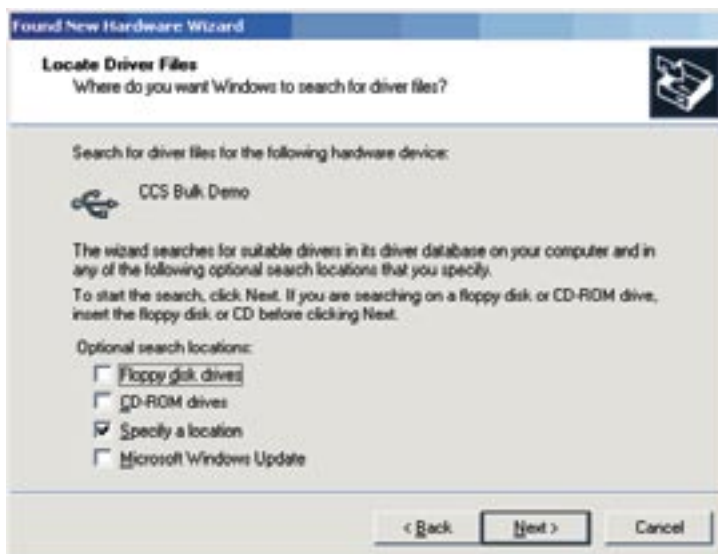 Found New Hardware Wizard
Locate Driver Files
Where do you want Windows to search for driver files?
Search for driver files for the following hardware device:
CCS Bulk Demo
The wizard searches for suitable drivers in its driver database on your computer and in
any of the following optional search locations that you specify.
To start the search, click Next. If you are searching on a floppy disk or CD-ROM drive,
insert the floppy disk or CD before clicking Next.
Optional search locations:
Floppy disk drives
CD-ROM drives
Specify a location
Microsoft Windows Update
< Back Next > Cancel